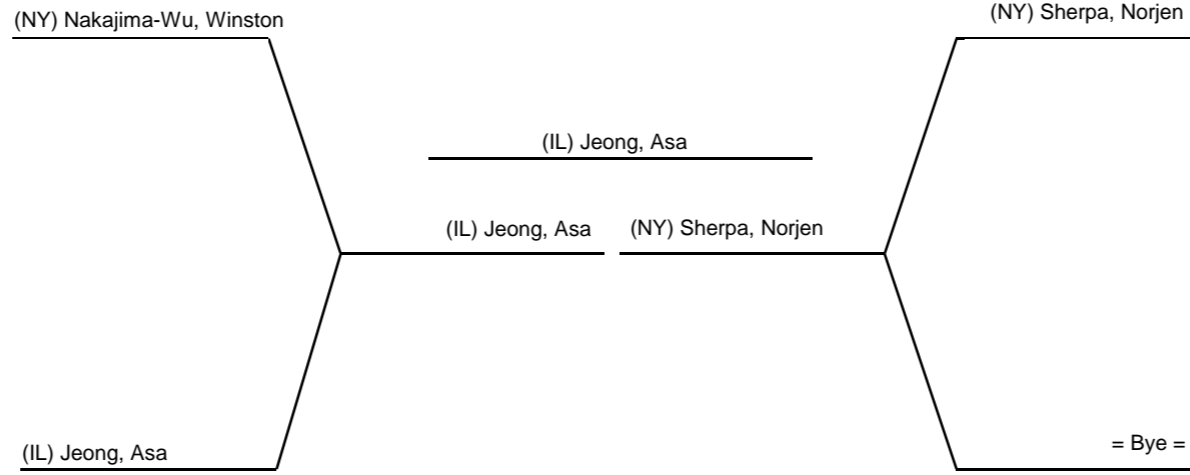 (NY) Nakajima-Wu, Winston
(NY) Sherpa, Norjen
(IL) Jeong, Asa
(IL) Jeong, Asa
(NY) Sherpa, Norjen
(IL) Jeong, Asa
= Bye =